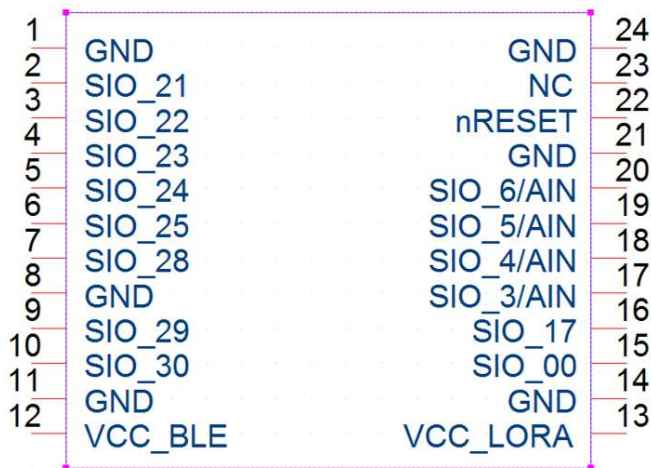 1 GND GND 24
2 SIO_21 NC 23
3 SIO_22 nRESET 22
4 SIO_23 GND 21
5 SIO_24 SIO_6/AIN 20
6 SIO_25 SIO_5/AIN 19
7 SIO_28 SIO_4/AIN 18
8 GND SIO_3/AIN 17
9 SIO_29 SIO_17 16
10 SIO_30 SIO_00 15
11 GND GND 14
12 VCC_BLE VCC_LORA 13